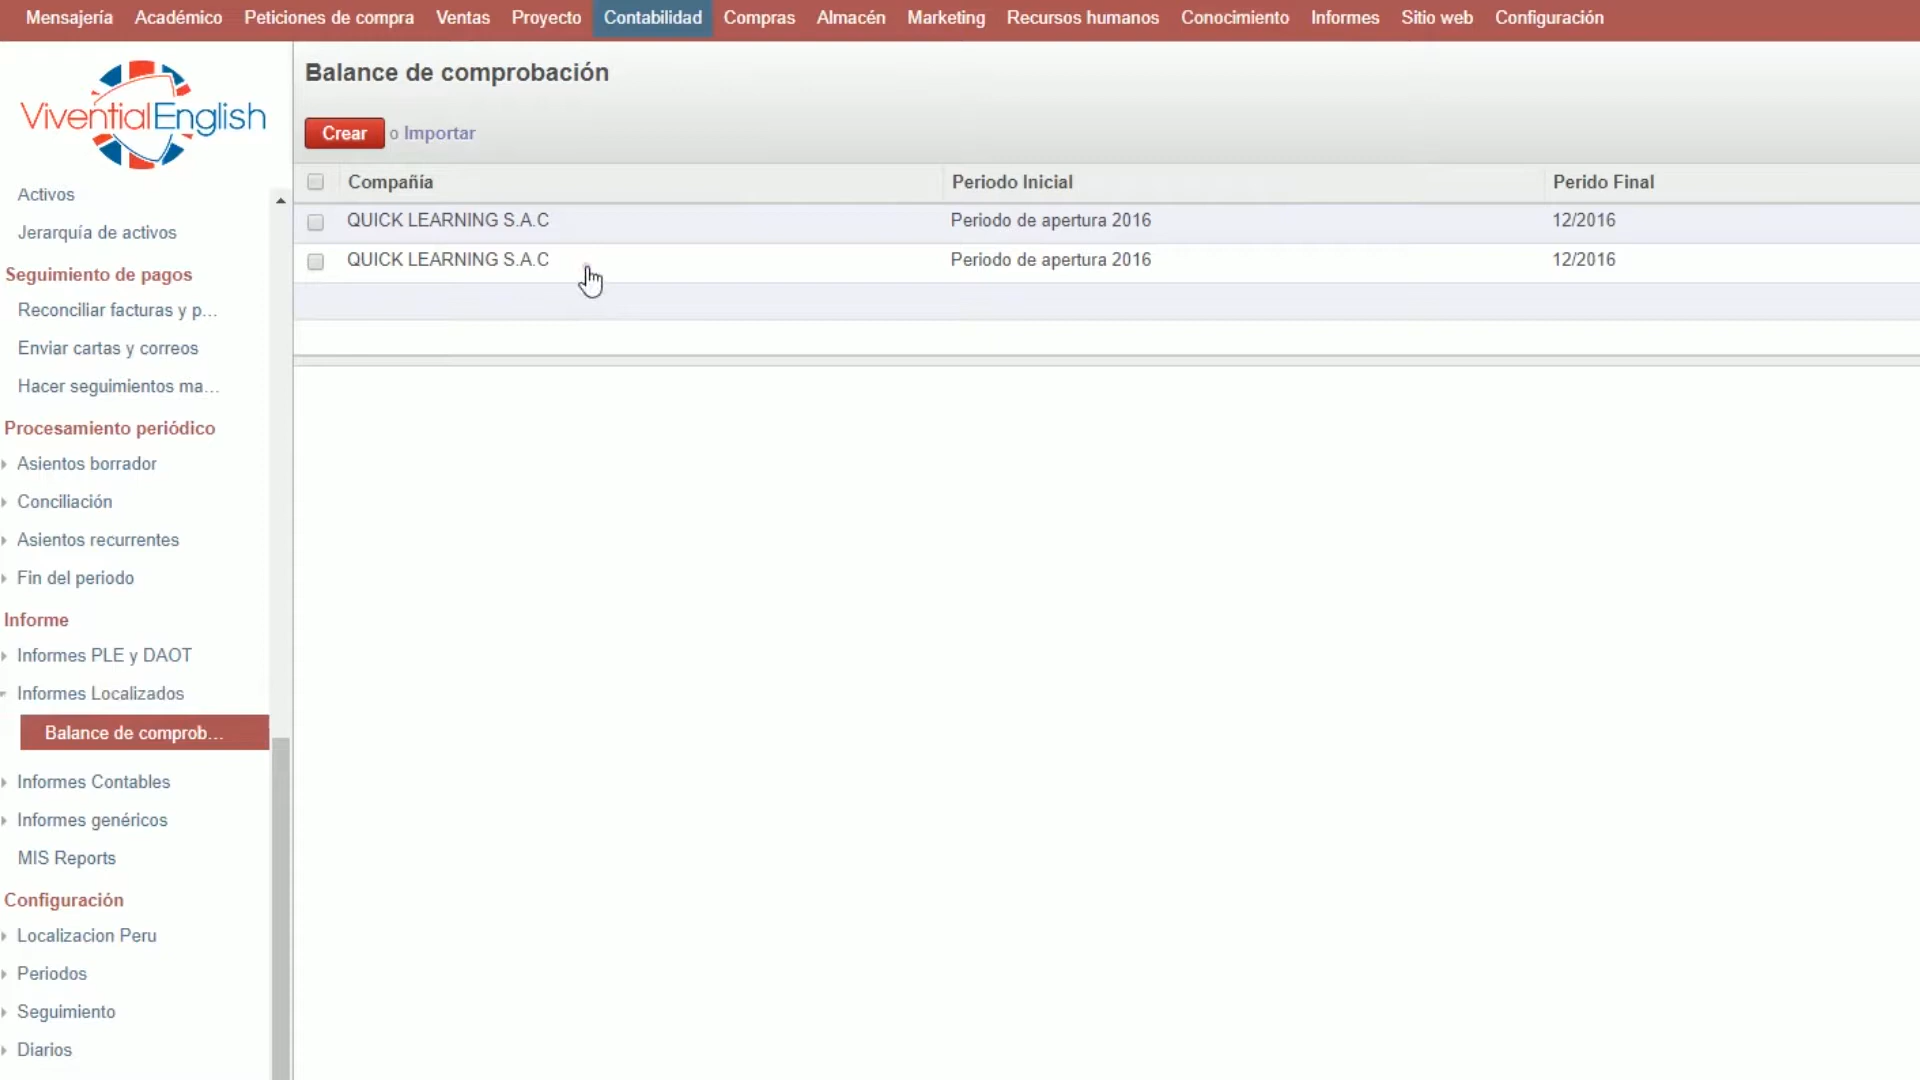 Mensajería Académico Peticiones de compra Ventas Proyecto Contabilidad Compras Almacén Marketing Recursos humanos Conocimiento Informes Sitio web Configuración
ViventialEnglish
Activos
Jerarquía de activos
Seguimiento de pagos
Reconciliar facturas y p...
Enviar cartas y correos
Hacer seguimientos ma...
Procesamiento periódico
Asientos borrador
Conciliación
Asientos recurrentes
Fin del periodo
Informe
Informes PLE y DAOT
Informes Localizados
Balance de comprob...
Informes Contables
Informes genéricos
MIS Reports
Configuración
Localizacion Peru
Periodos
Seguimiento
Diarios
Balance de comprobación
Crear o Importar
Compañía Periodo Inicial Perido Final
QUICK LEARNING S.A.C Periodo de apertura 2016 12/2016
QUICK LEARNING S.A.C Periodo de apertura 2016 12/2016